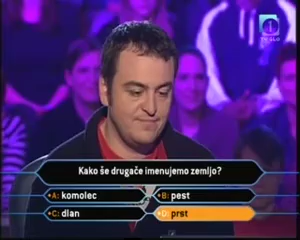 Kako še drugače imenujemo zemljo?
A: komolec
B: pest
C: dlan
D: prst